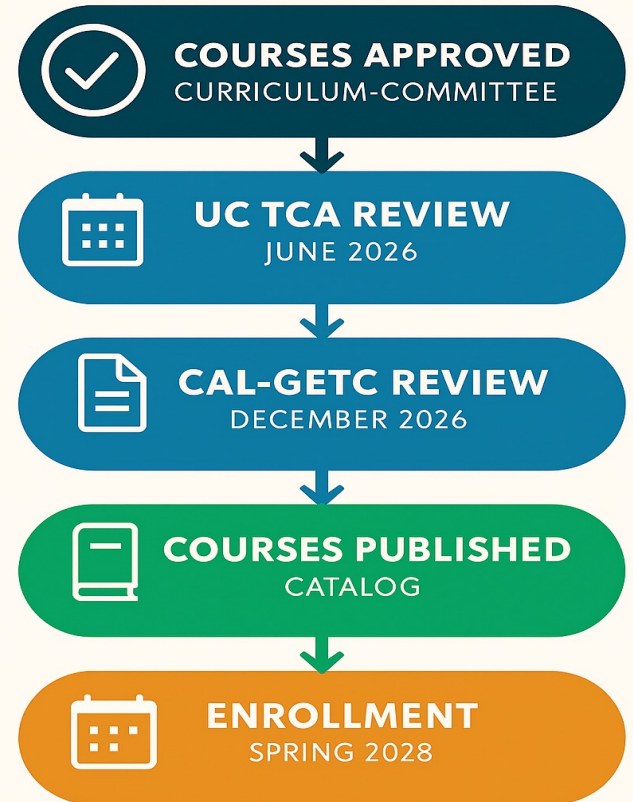 COURSES APPROVED
CURRICULUM-COMMITTEE
UC TCA REVIEW
JUNE 2026
CAL-GETC REVIEW
DECEMBER 2026
COURSES PUBLISHED
CATALOG
ENROLLMENT
SPRING 2028